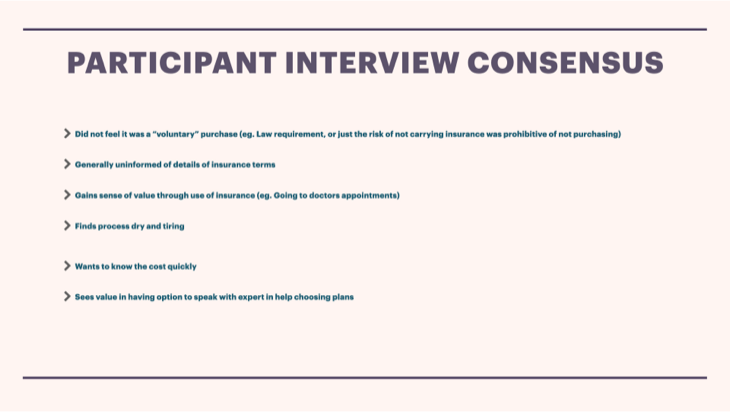 PARTICIPANT INTERVIEW CONSENSUS
Did not feel it was a "voluntary" purchase (eg. Law requirement, or just the risk of not carrying insurance was prohibitive of not purchasing)
Generally uninformed of details of insurance terms
Gains sense of value through use of insurance (eg. Going to doctors appointments)
Finds process dry and tiring
Wants to know the cost quickly
Sees value in having option to speak with expert in help choosing plans